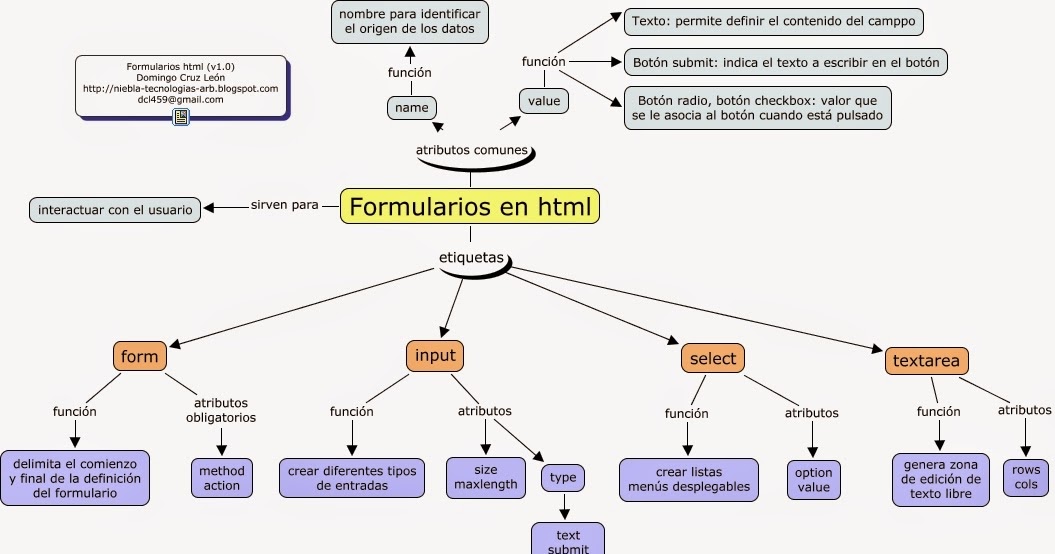 nombre para identificar
el origen de los datos
función
name
Texto: permite definir el contenido del camppo
función
Botón submit: indica el texto a escribir en el botón
Botón radio, botón checkbox: valor que
se le asocia al botón cuando está pulsado
value
Formularios html (v1.0)
Domingo Cruz León
http://niebla-tecnologias-arb.blogspot.com
dcl459@gmail.com
atributos comunes
interactuar con el usuario
sirven para
Formularios en html
etiquetas
form
input
select
textarea
función
atributos
obligatorios
función
atributos
función
atributos
función
atributos
delimita el comienzo
y final de la definición
del formulario
method
action
crear diferentes tipos
de entradas
size
maxlength
type
crear listas
menús desplegables
option
value
genera zona
de edición de
texto libre
rows
cols
text
submit